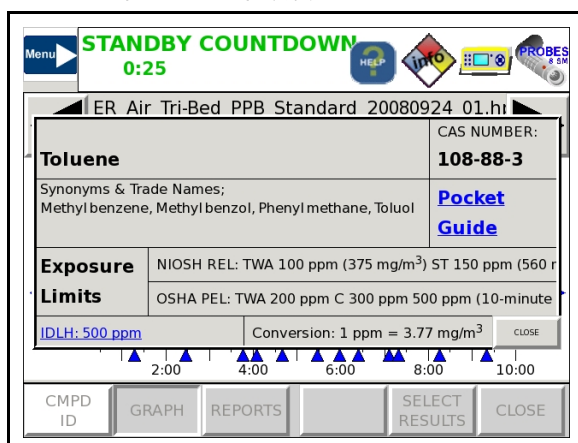 Menu
STANDBY COUNTDOWN
0:25
HELP
info
PROBES
8 SM
ER Air Tri-Bed PPB Standard 20080924 01.h
Toluene
CAS NUMBER:
108-88-3
Synonyms & Trade Names;
Methyl benzene, Methyl benzol, Phenyl methane, Toluol
Pocket
Guide
Exposure
Limits
NIOSH REL: TWA 100 ppm (375 mg/m³) ST 150 ppm (560 r
OSHA PEL: TWA 200 ppm C 300 ppm 500 ppm (10-minute
IDLH: 500 ppm
Conversion: 1 ppm = 3.77 mg/m³
CLOSE
2:00 4:00 6:00 8:00 10:00
CMPD
ID
GRAPH
REPORTS
SELECT
RESULTS
CLOSE